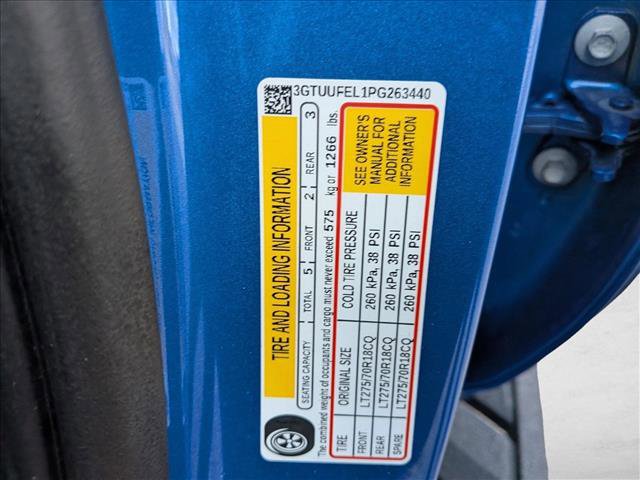 3GTUUFEL1PG263440
TIRE AND LOADING INFORMATION
SEATING CAPACITY TOTAL 5 FRONT 2 REAR 3
The combined weight of occupants and cargo must never exceed 575 kg or 1266 lbs.
TIRE ORIGINAL SIZE COLD TIRE PRESSURE
FRONT LT275/70R18CQ 260 kPa, 38 PSI
REAR LT275/70R18CQ 260 kPa, 38 PSI
SPARE LT275/70R18CQ 260 kPa, 38 PSI
SEE OWNER'S
MANUAL FOR
ADDITIONAL
INFORMATION